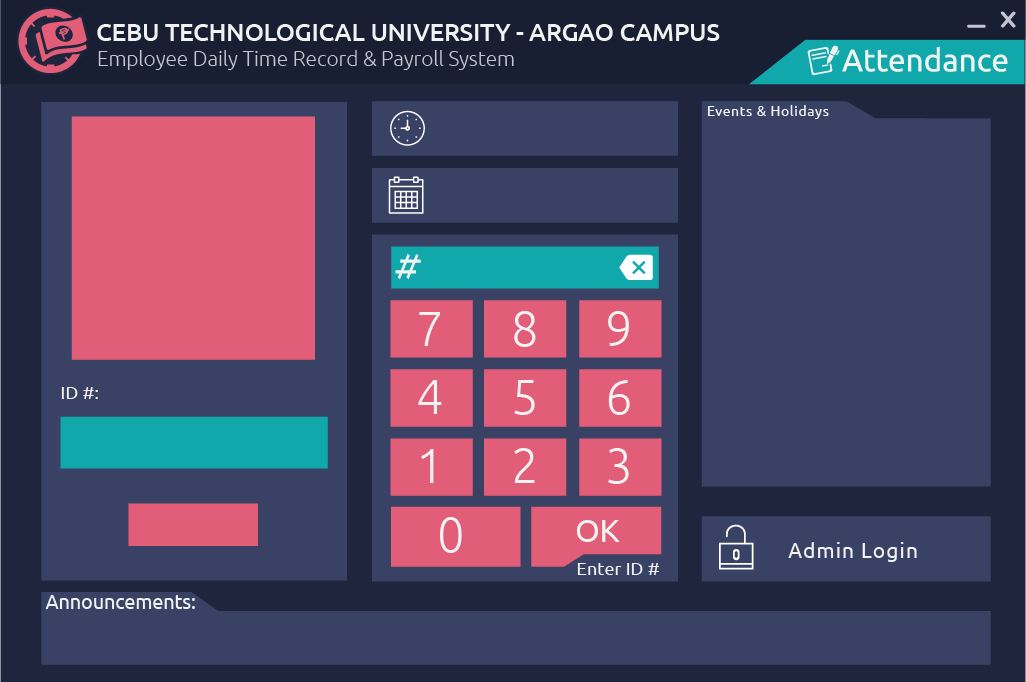 CEBU TECHNOLOGICAL UNIVERSITY - ARGAO CAMPUS
Employee Daily Time Record & Payroll System
Attendance
ID #:
#
7 8 9
4 5 6
1 2 3
0 OK
Enter ID #
Events & Holidays
Admin Login
Announcements: